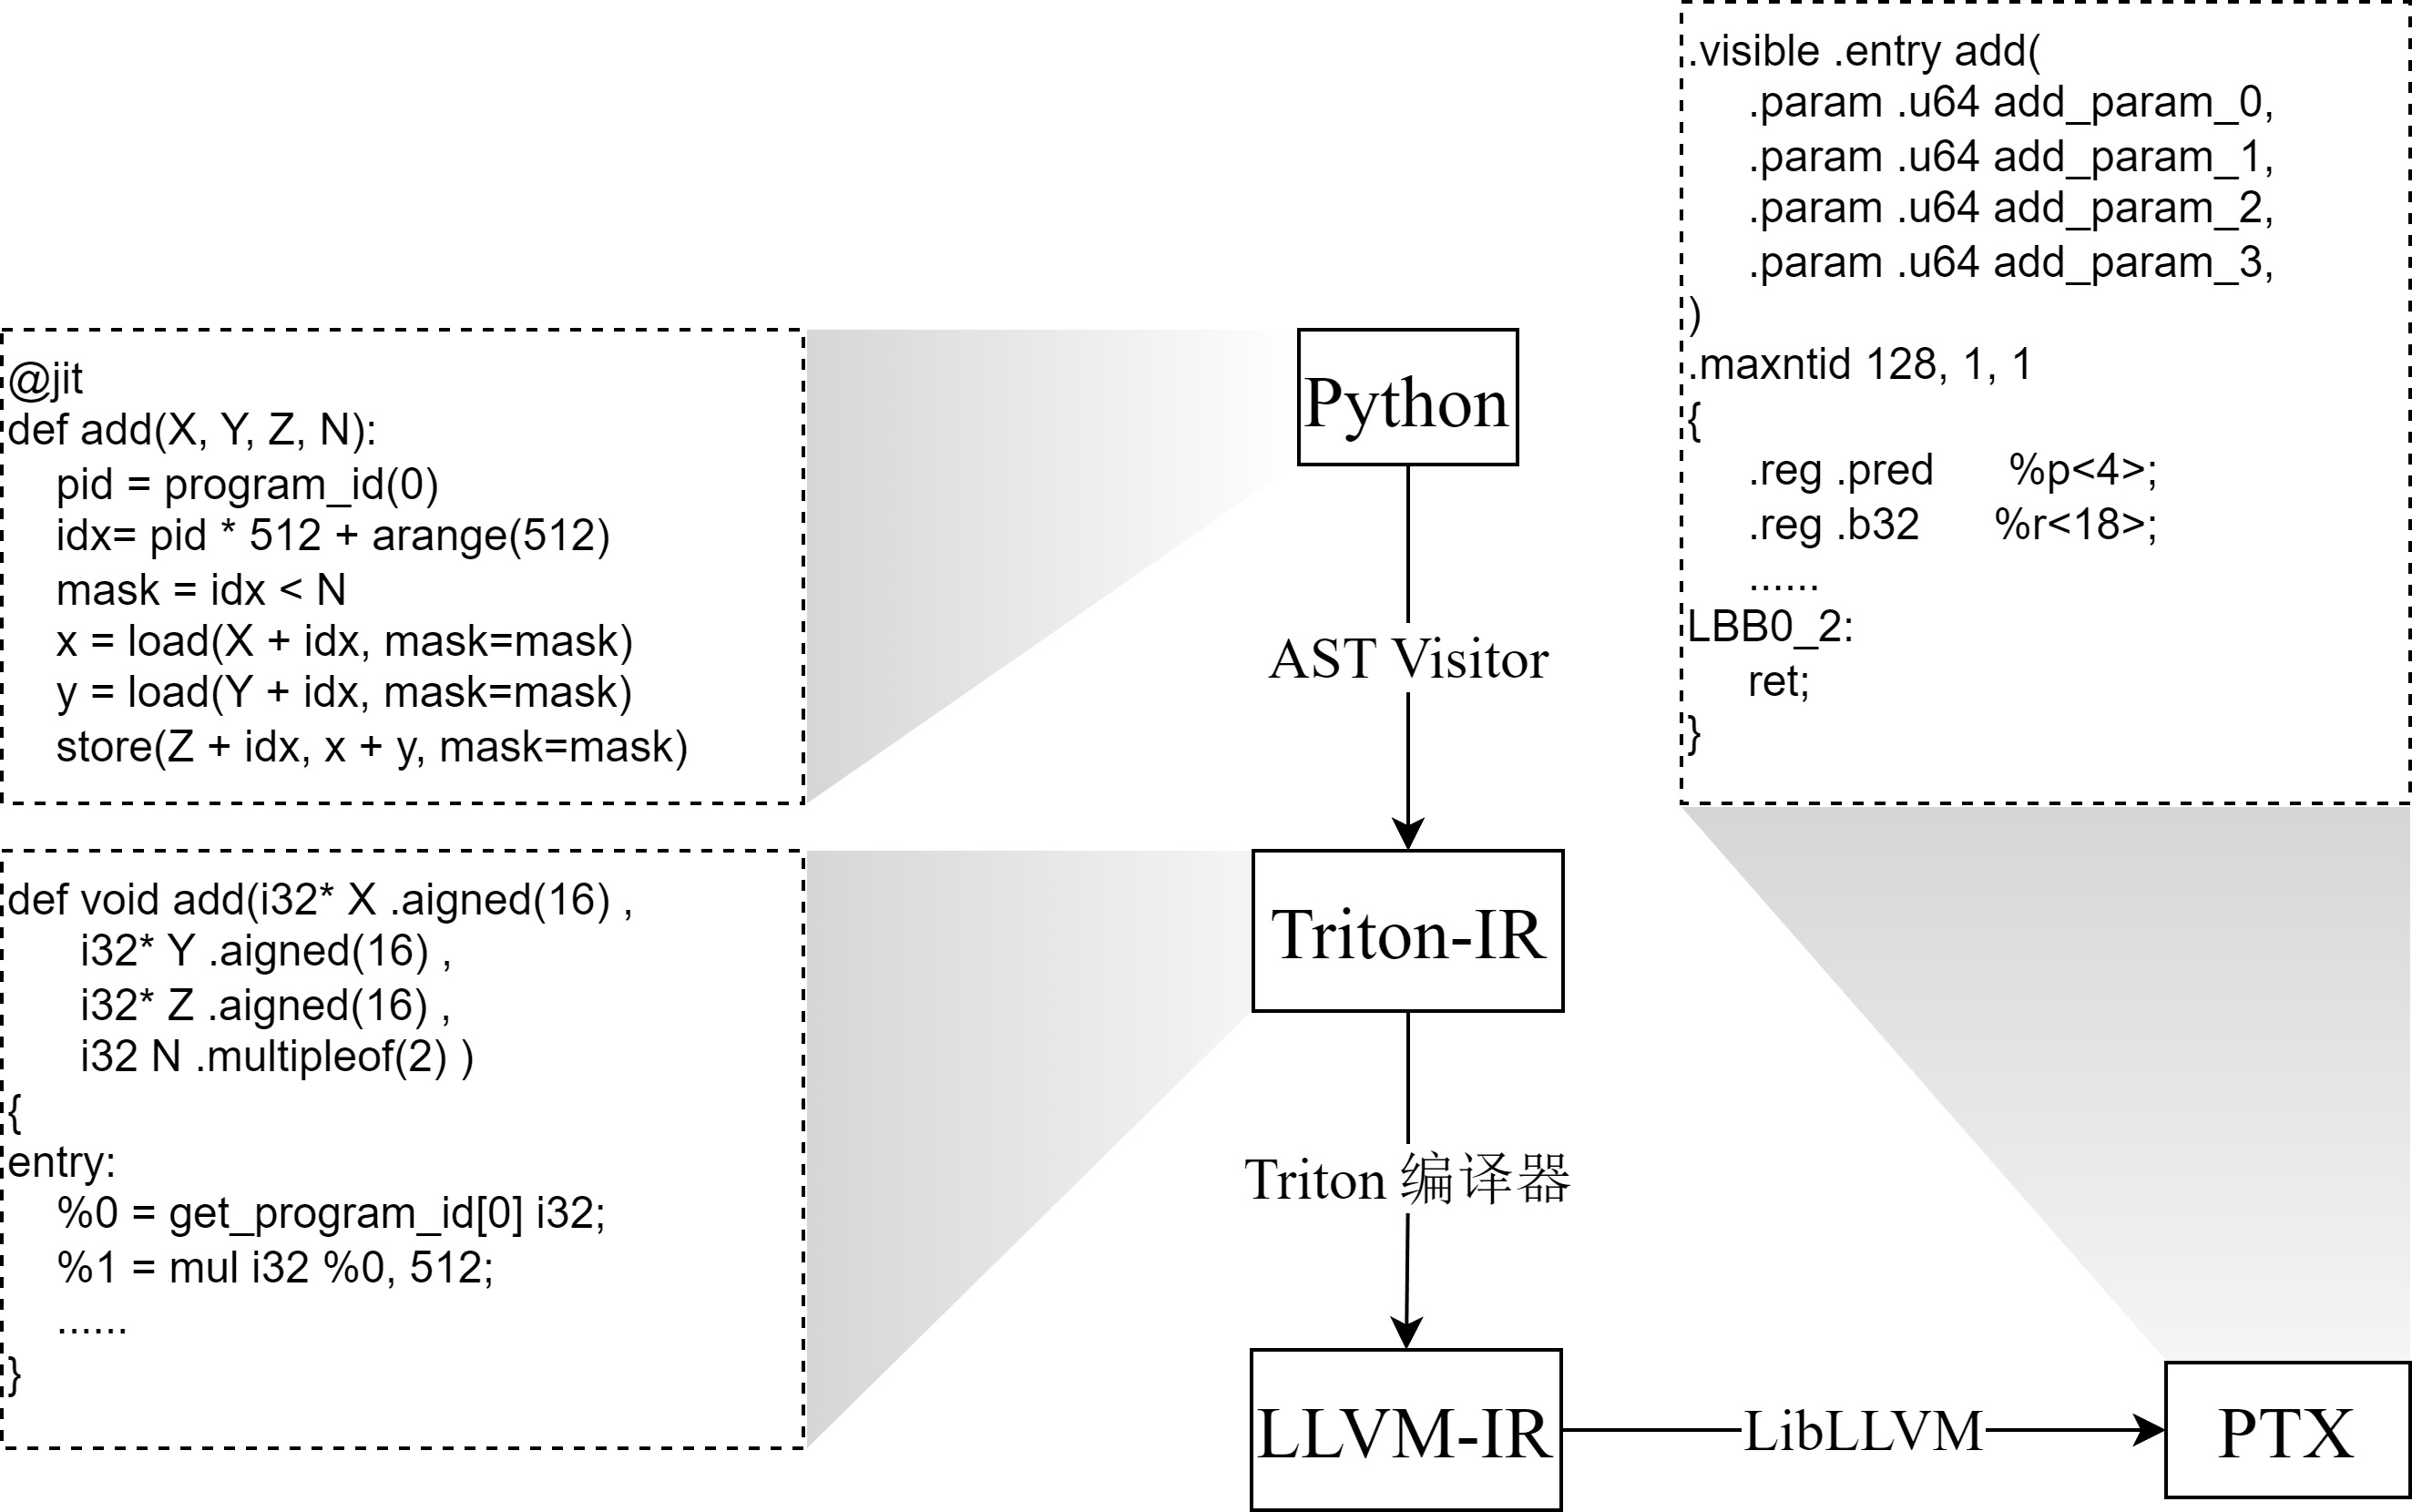 @jit
def add(X, Y, Z, N):
    pid = program_id(0)
    idx= pid * 512 + arange(512)
    mask = idx < N
    x = load(X + idx, mask=mask)
    y = load(Y + idx, mask=mask)
    store(Z + idx, x + y, mask=mask)
def void add(i32* X .aigned(16) ,
      i32* Y .aigned(16) ,
      i32* Z .aigned(16) ,
      i32 N .multipleof(2) )
{
entry:
    %0 = get_program_id[0] i32;
    %1 = mul i32 %0, 512;
    ......
}
Python
AST Visitor
Triton-IR
Triton 编译器
LLVM-IR
LibLLVM
PTX
.visible .entry add(
     .param .u64 add_param_0,
     .param .u64 add_param_1,
     .param .u64 add_param_2,
     .param .u64 add_param_3,
)
.maxntid 128, 1, 1
{
     .reg .pred      %p<4>;
     .reg .b32      %r<18>;
     ......
LBB0_2:
     ret;
}